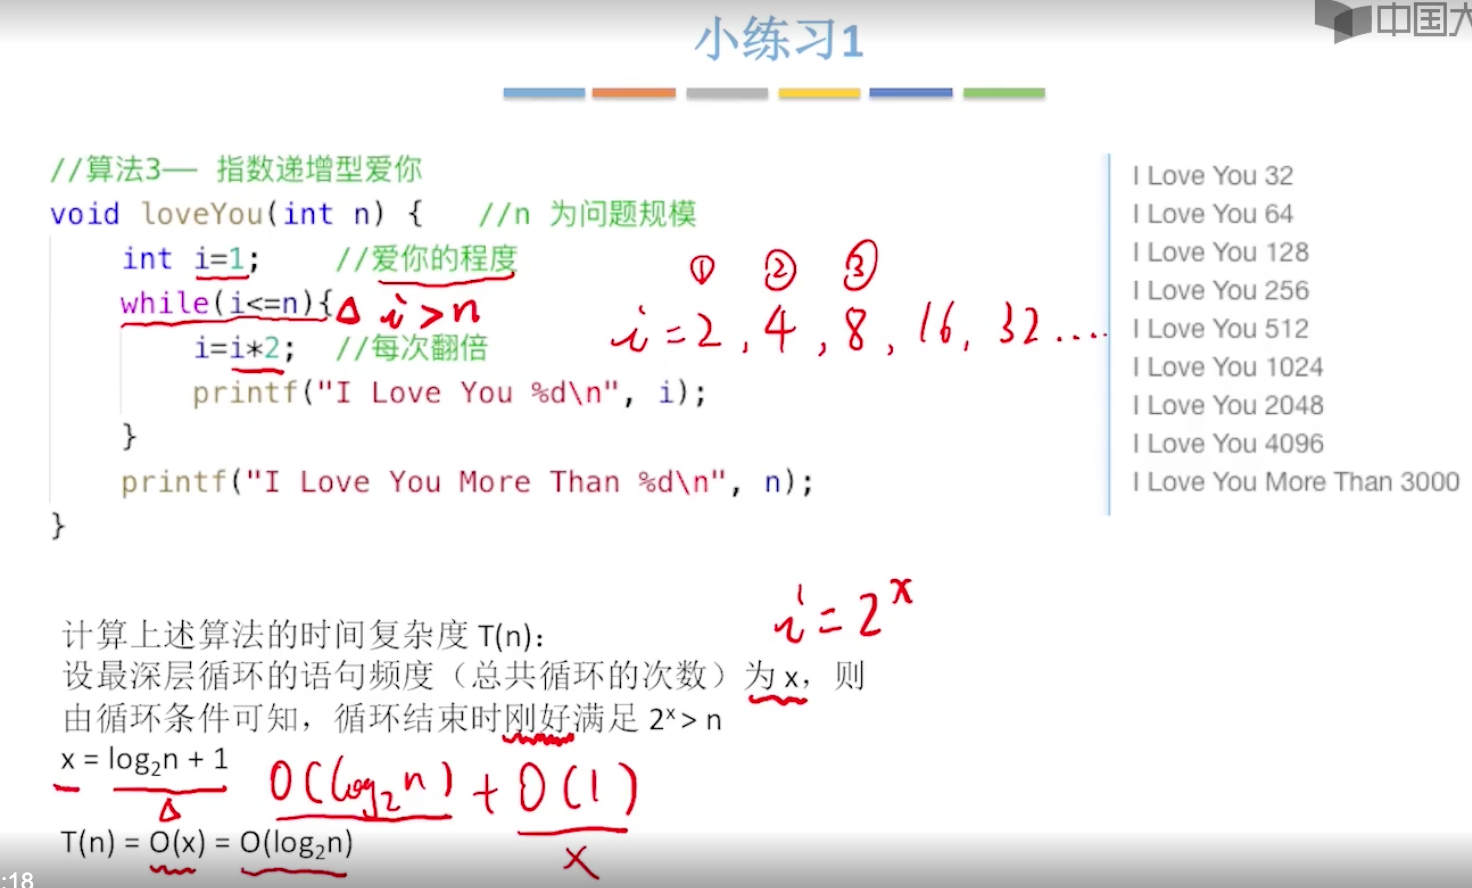 中国大
小练习1
//算法3—— 指数递增型爱你
void loveYou(int n) {    //n 为问题规模
int i=1;    //爱你的程度
① ② ③
while(i<=n){ i>n
i=2,4,8,16,32....
i=i*2;    //每次翻倍
printf("I Love You %d\n", i);
}
printf("I Love You More Than %d\n", n);
}
I Love You 32
I Love You 64
I Love You 128
I Love You 256
I Love You 512
I Love You 1024
I Love You 2048
I Love You 4096
I Love You More Than 3000
i=2ˣ
计算上述算法的时间复杂度 T(n):
设最深层循环的语句频度（总共循环的次数）为 x，则
由循环条件可知，循环结束时刚好满足 2ˣ > n
x = log₂n + 1
O(log₂n) + O(1)
x
T(n) = O(x) = O(log₂n)
:18